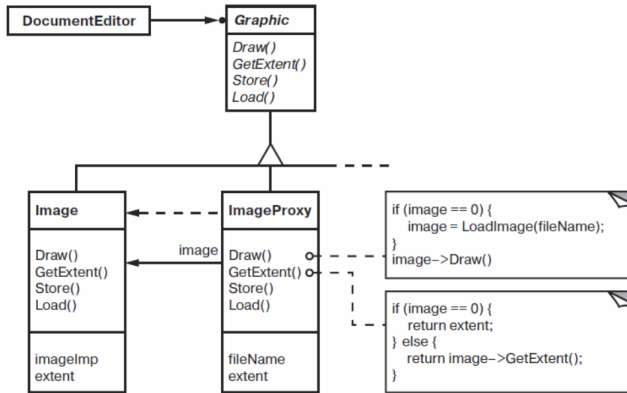 DocumentEditor
Graphic
Draw()
GetExtent()
Store()
Load()
Image
Draw()
GetExtent()
Store()
Load()
imageImp
extent
image
ImageProxy
Draw()
GetExtent()
Store()
Load()
fileName
extent
if (image == 0) {
image = LoadImage(fileName);
}
image->Draw()
if (image == 0) {
return extent;
} else {
return image->GetExtent();
}